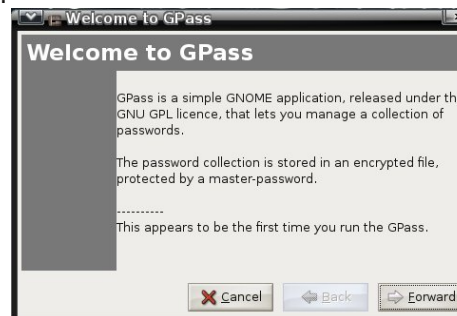 Welcome to GPass
Welcome to GPass
GPass is a simple GNOME application, released under th
GNU GPL licence, that lets you manage a collection of
passwords.
The password collection is stored in an encrypted file,
protected by a master-password.
----------
This appears to be the first time you run the GPass.
Cancel Back Forward